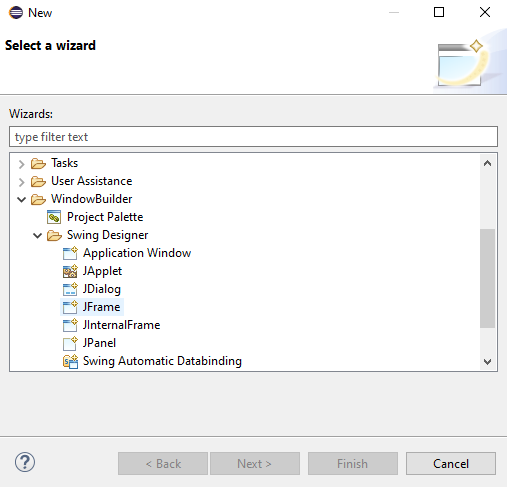 New
Select a wizard
Wizards:
type filter text
Tasks
User Assistance
WindowBuilder
Project Palette
Swing Designer
Application Window
JApplet
JDialog
JFrame
JInternalFrame
JPanel
Swing Automatic Databinding
? < Back Next > Finish Cancel